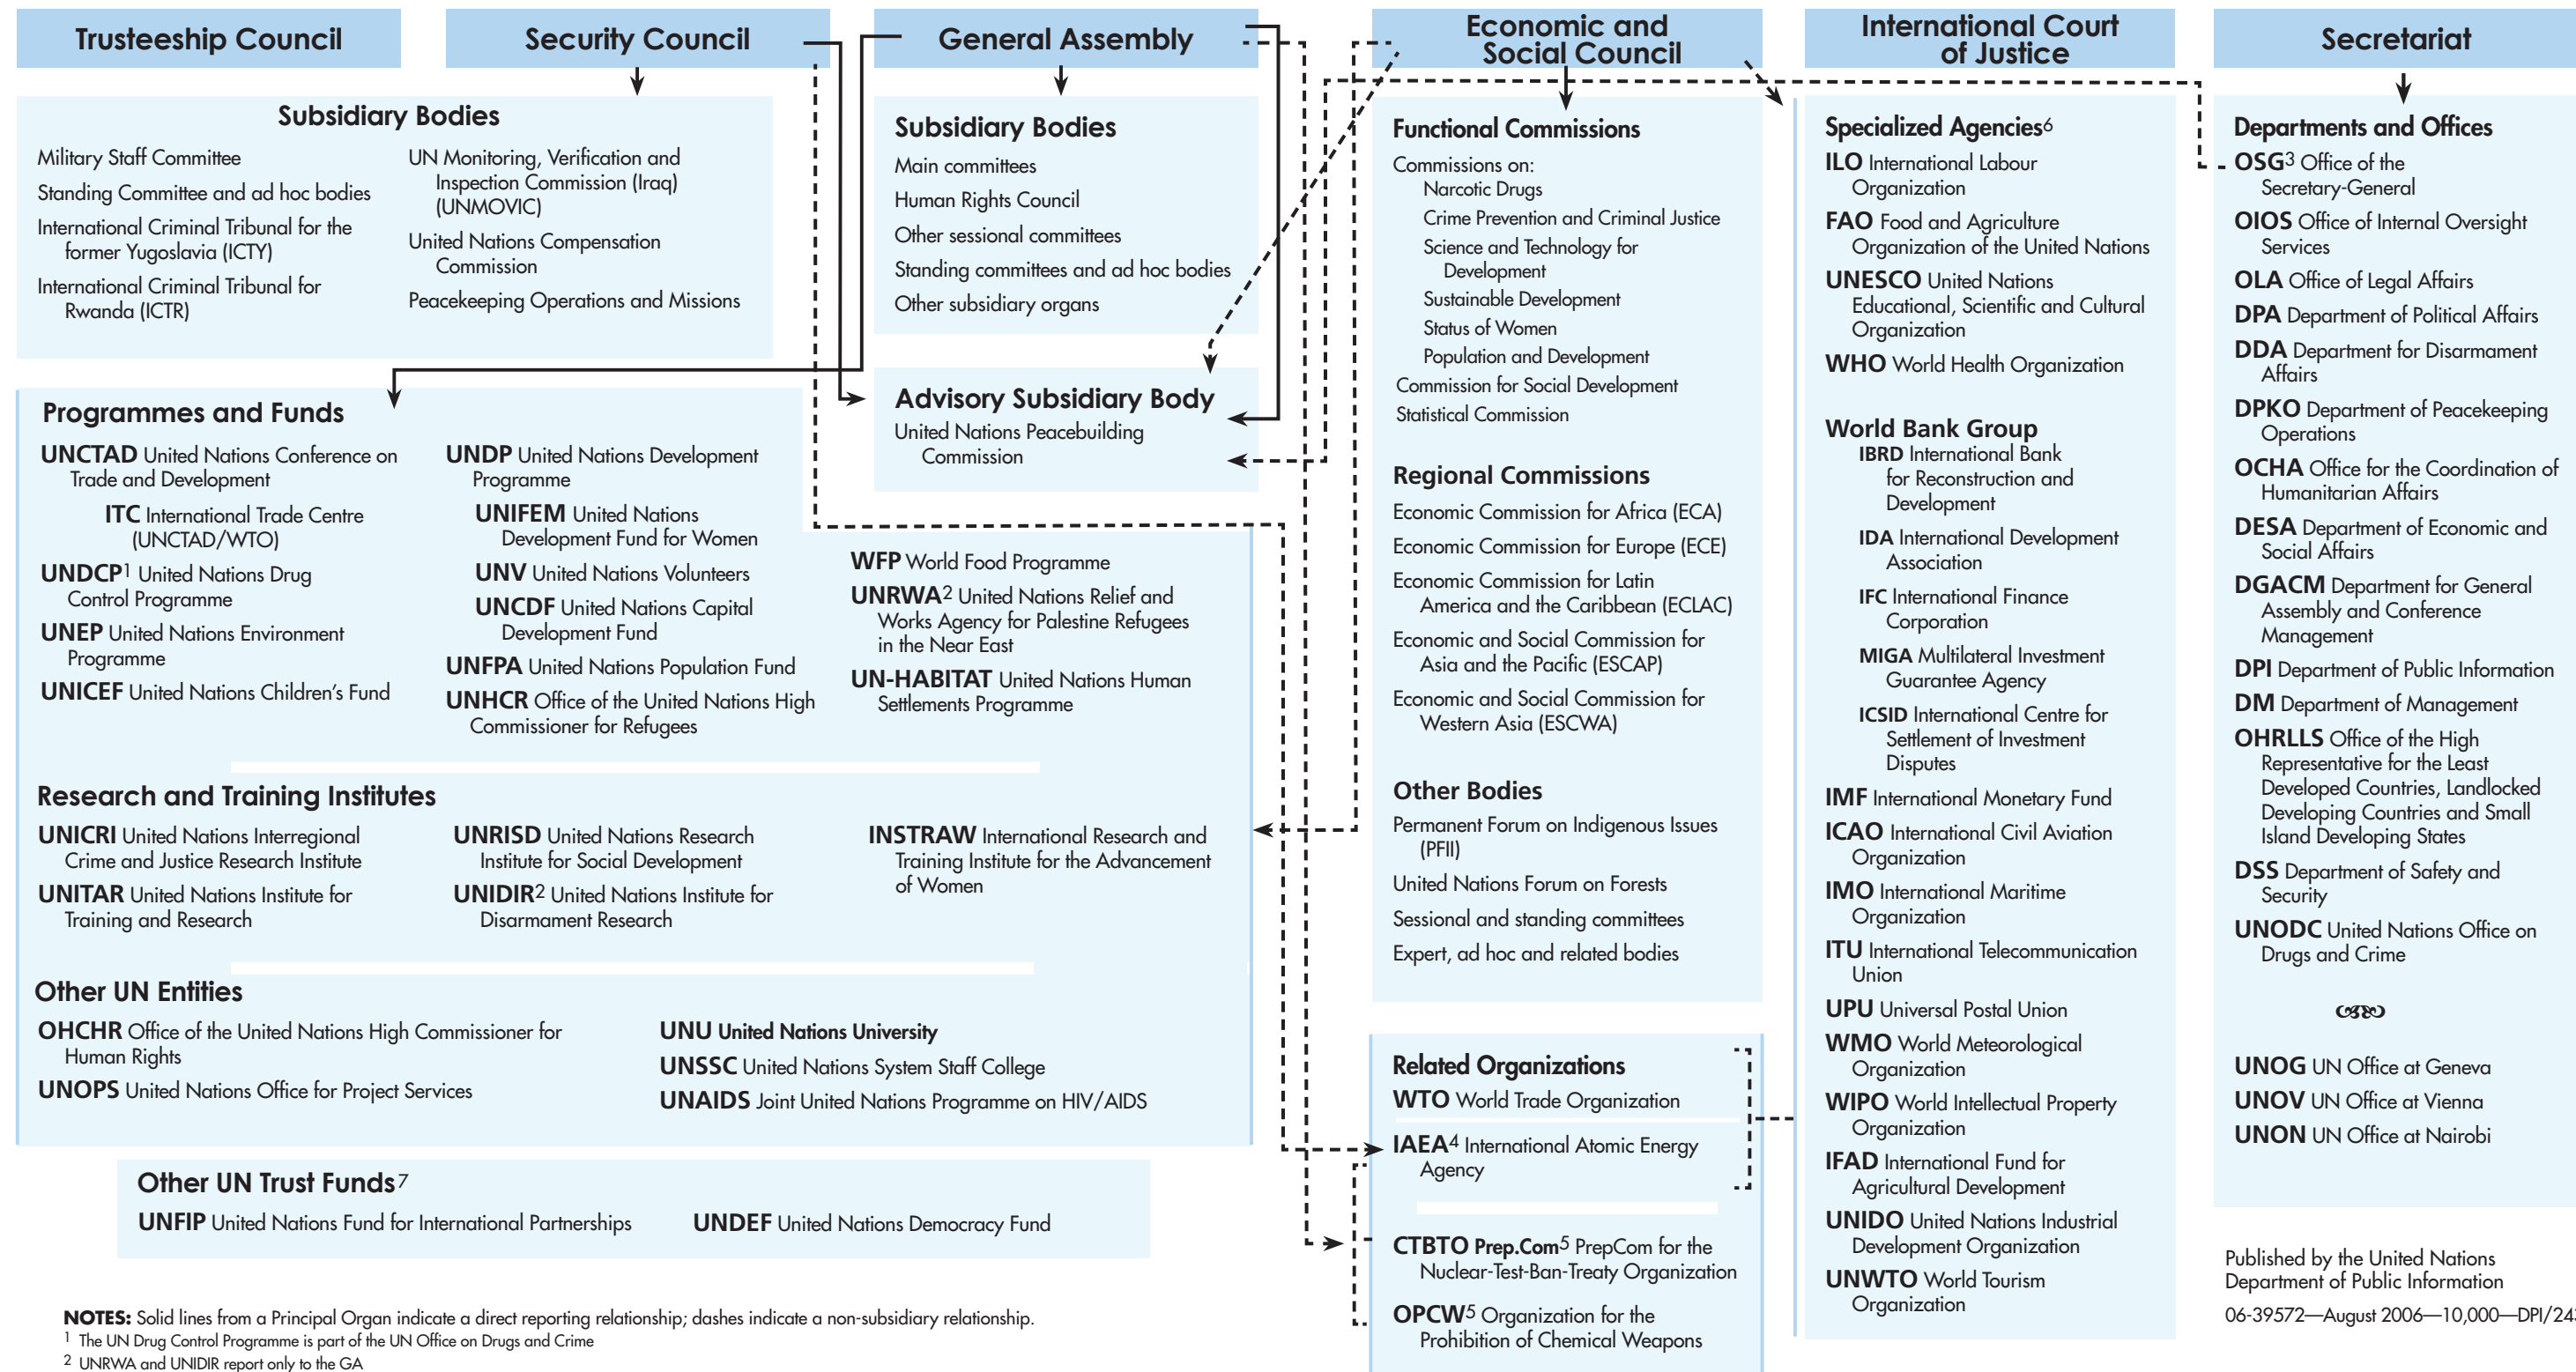 Trusteeship Council
Security Council
General Assembly
Economic and
Social Council
International Court
of Justice
Secretariat
Subsidiary Bodies
Military Staff Committee
Standing Committee and ad hoc bodies
International Criminal Tribunal for the
former Yugoslavia (ICTY)
International Criminal Tribunal for
Rwanda (ICTR)
UN Monitoring, Verification and
Inspection Commission (Iraq)
(UNMOVIC)
United Nations Compensation
Commission
Peacekeeping Operations and Missions
Subsidiary Bodies
Main committees
Human Rights Council
Other sessional committees
Standing committees and ad hoc bodies
Other subsidiary organs
Advisory Subsidiary Body
United Nations Peacebuilding
Commission
Programmes and Funds
UNCTAD United Nations Conference on
Trade and Development
ITC International Trade Centre
(UNCTAD/WTO)
UNDCP1 United Nations Drug
Control Programme
UNEP United Nations Environment
Programme
UNICEF United Nations Children's Fund
UNDP United Nations Development
Programme
UNIFEM United Nations
Development Fund for Women
UNV United Nations Volunteers
UNCDF United Nations Capital
Development Fund
UNFPA United Nations Population Fund
UNHCR Office of the United Nations High
Commissioner for Refugees
WFP World Food Programme
UNRWA2 United Nations Relief and
Works Agency for Palestine Refugees
in the Near East
UN-HABITAT United Nations Human
Settlements Programme
Research and Training Institutes
UNICRI United Nations Interregional
Crime and Justice Research Institute
UNITAR United Nations Institute for
Training and Research
UNRISD United Nations Research
Institute for Social Development
UNIDIR2 United Nations Institute for
Disarmament Research
INSTRAW International Research and
Training Institute for the Advancement
of Women
Other UN Entities
OHCHR Office of the United Nations High Commissioner for
Human Rights
UNOPS United Nations Office for Project Services
UNU United Nations University
UNSSC United Nations System Staff College
UNAIDS Joint United Nations Programme on HIV/AIDS
Other UN Trust Funds7
UNFIP United Nations Fund for International Partnerships
UNDEF United Nations Democracy Fund
Functional Commissions
Commissions on:
Narcotic Drugs
Crime Prevention and Criminal Justice
Science and Technology for
Development
Sustainable Development
Status of Women
Population and Development
Commission for Social Development
Statistical Commission
Regional Commissions
Economic Commission for Africa (ECA)
Economic Commission for Europe (ECE)
Economic Commission for Latin
America and the Caribbean (ECLAC)
Economic and Social Commission for
Asia and the Pacific (ESCAP)
Economic and Social Commission for
Western Asia (ESCWA)
Other Bodies
Permanent Forum on Indigenous Issues
(PFII)
United Nations Forum on Forests
Sessional and standing committees
Expert, ad hoc and related bodies
Related Organizations
WTO World Trade Organization
IAEA4 International Atomic Energy
Agency
CTBTO Prep.Com5 PrepCom for the
Nuclear-Test-Ban-Treaty Organization
OPCW5 Organization for the
Prohibition of Chemical Weapons
Specialized Agencies6
ILO International Labour
Organization
FAO Food and Agriculture
Organization of the United Nations
UNESCO United Nations
Educational, Scientific and Cultural
Organization
WHO World Health Organization
World Bank Group
IBRD International Bank
for Reconstruction and
Development
IDA International Development
Association
IFC International Finance
Corporation
MIGA Multilateral Investment
Guarantee Agency
ICSID International Centre for
Settlement of Investment
Disputes
IMF International Monetary Fund
ICAO International Civil Aviation
Organization
IMO International Maritime
Organization
ITU International Telecommunication
Union
UPU Universal Postal Union
WMO World Meteorological
Organization
WIPO World Intellectual Property
Organization
IFAD International Fund for
Agricultural Development
UNIDO United Nations Industrial
Development Organization
UNWTO World Tourism
Organization
Departments and Offices
OSG3 Office of the
Secretary-General
OIOS Office of Internal Oversight
Services
OLA Office of Legal Affairs
DPA Department of Political Affairs
DDA Department for Disarmament
Affairs
DPKO Department of Peacekeeping
Operations
OCHA Office for the Coordination of
Humanitarian Affairs
DESA Department of Economic and
Social Affairs
DGACM Department for General
Assembly and Conference
Management
DPI Department of Public Information
DM Department of Management
OHRLLS Office of the High
Representative for the Least
Developed Countries, Landlocked
Developing Countries and Small
Island Developing States
DSS Department of Safety and
Security
UNODC United Nations Office on
Drugs and Crime
UNOG UN Office at Geneva
UNOV UN Office at Vienna
UNON UN Office at Nairobi
Published by the United Nations
Department of Public Information
06-39572—August 2006—10,000—DPI/243
NOTES: Solid lines from a Principal Organ indicate a direct reporting relationship; dashes indicate a non-subsidiary relationship.
1 The UN Drug Control Programme is part of the UN Office on Drugs and Crime
2 UNRWA and UNIDIR report only to the GA